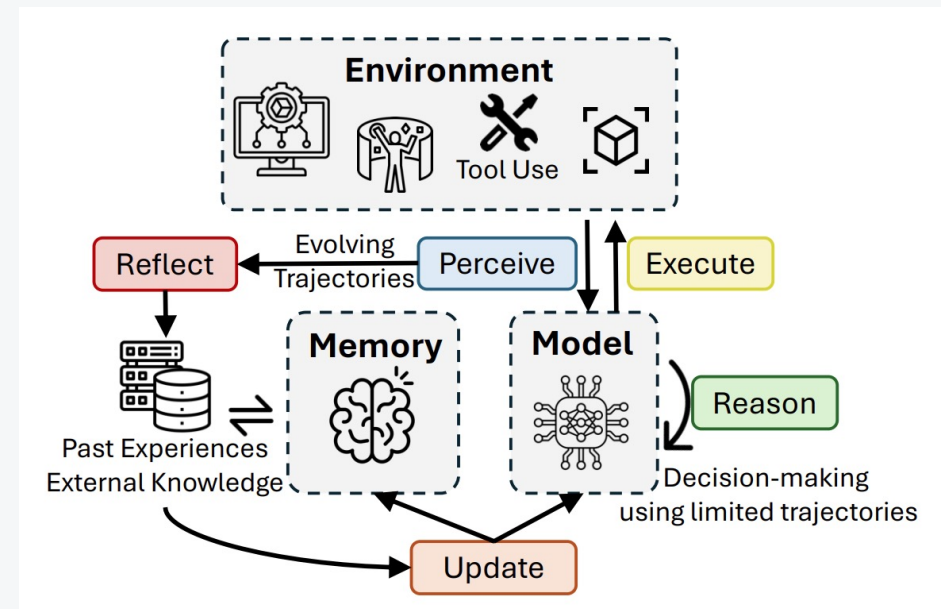 Environment
Tool Use
Reflect
Evolving
Trajectories
Perceive
Execute
Memory
Model
Reason
Past Experiences
External Knowledge
Decision-making
using limited trajectories
Update